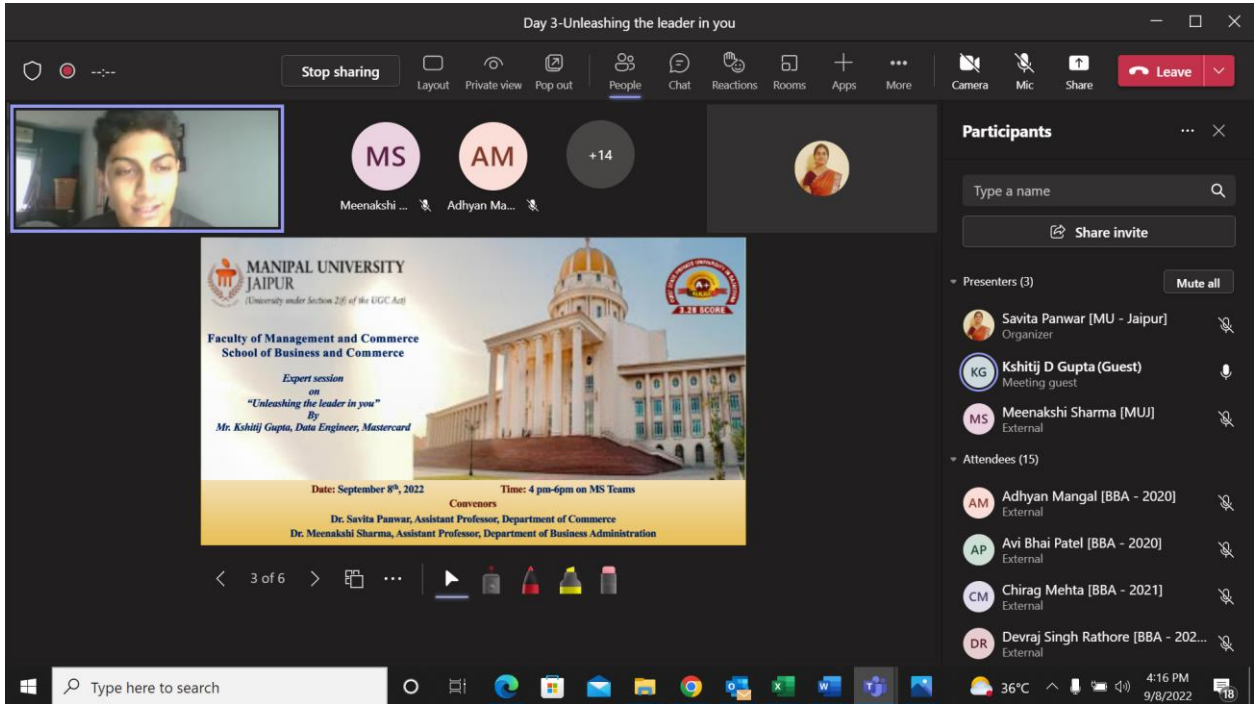 Day 3-Unleashing the leader in you
--:--
Stop sharing
Layout
Private view
Pop out
People
Chat
Reactions
Rooms
Apps
More
Camera
Mic
Share
Leave
MS
AM
+14
Meenakshi ...
Adhyan Ma...
MANIPAL UNIVERSITY
JAIPUR
(University under Section 2(f) of the UGC Act)
A+
3.28 SCORE
Faculty of Management and Commerce
School of Business and Commerce
Expert session
on
“Unleashing the leader in you”
By
Mr. Kshitij Gupta, Data Engineer, Mastercard
Date: September 8th, 2022 Time: 4 pm-6pm on MS Teams
Convenors
Dr. Savita Panwar, Assistant Professor, Department of Commerce
Dr. Meenakshi Sharma, Assistant Professor, Department of Business Administration
3 of 6
Participants
Type a name
Share invite
Presenters (3)
Mute all
Savita Panwar [MU - Jaipur]
Organizer
KG
Kshitij D Gupta (Guest)
Meeting guest
MS
Meenakshi Sharma [MUJ]
External
Attendees (15)
AM
Adhyan Mangal [BBA - 2020]
External
AP
Avi Bhai Patel [BBA - 2020]
External
CM
Chirag Mehta [BBA - 2021]
External
DR
Devraj Singh Rathore [BBA - 202...
External
Type here to search
36°C
4:16 PM
9/8/2022
18